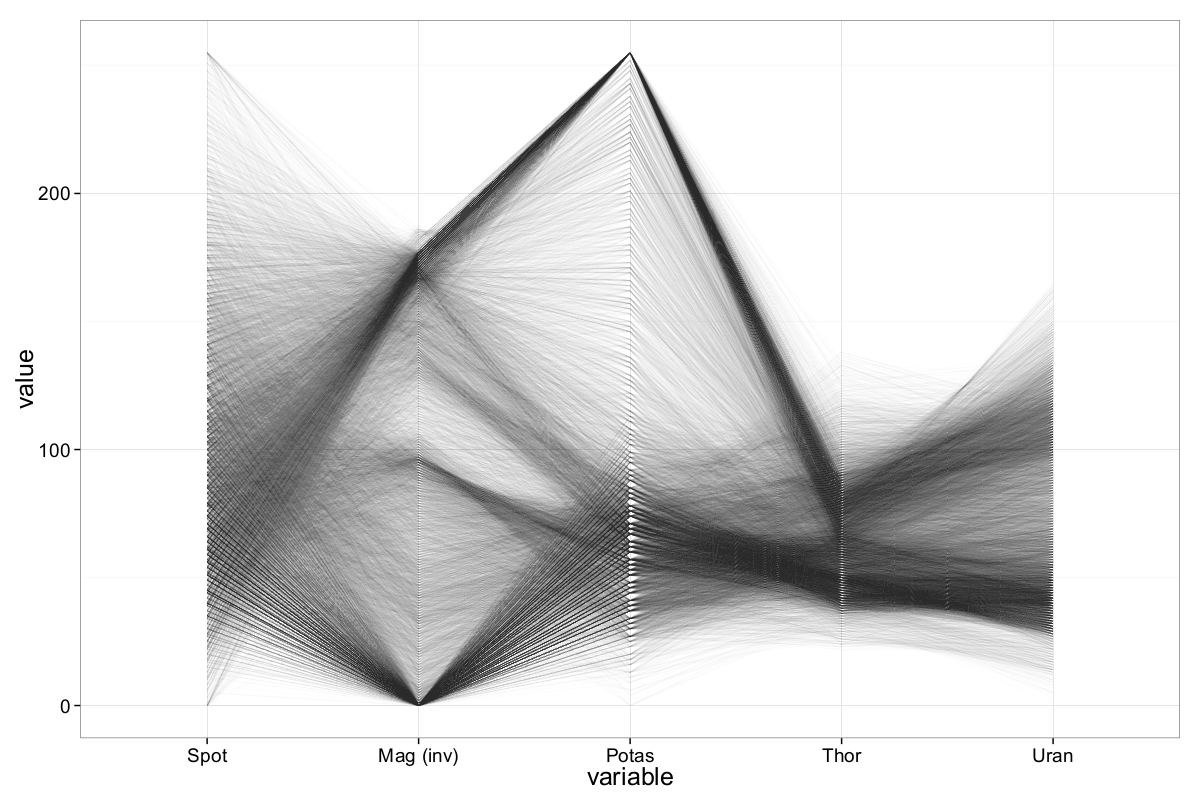 value
200
100
0
Spot
Mag (inv)
Potas
Thor
Uran
variable